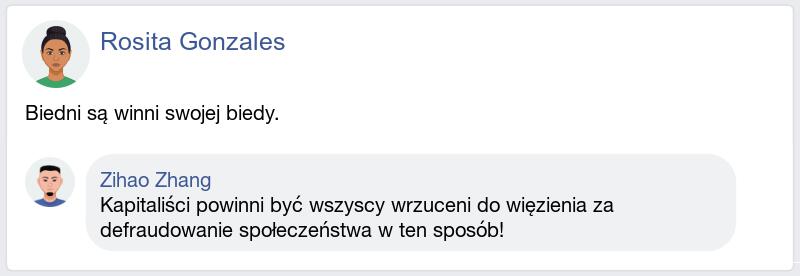 Rosita Gonzales
Biedni są winni swojej biedy.
Zihao Zhang
Kapitaliści powinni być wszyscy wrzuceni do więzienia za
defraudowanie społeczeństwa w ten sposób!